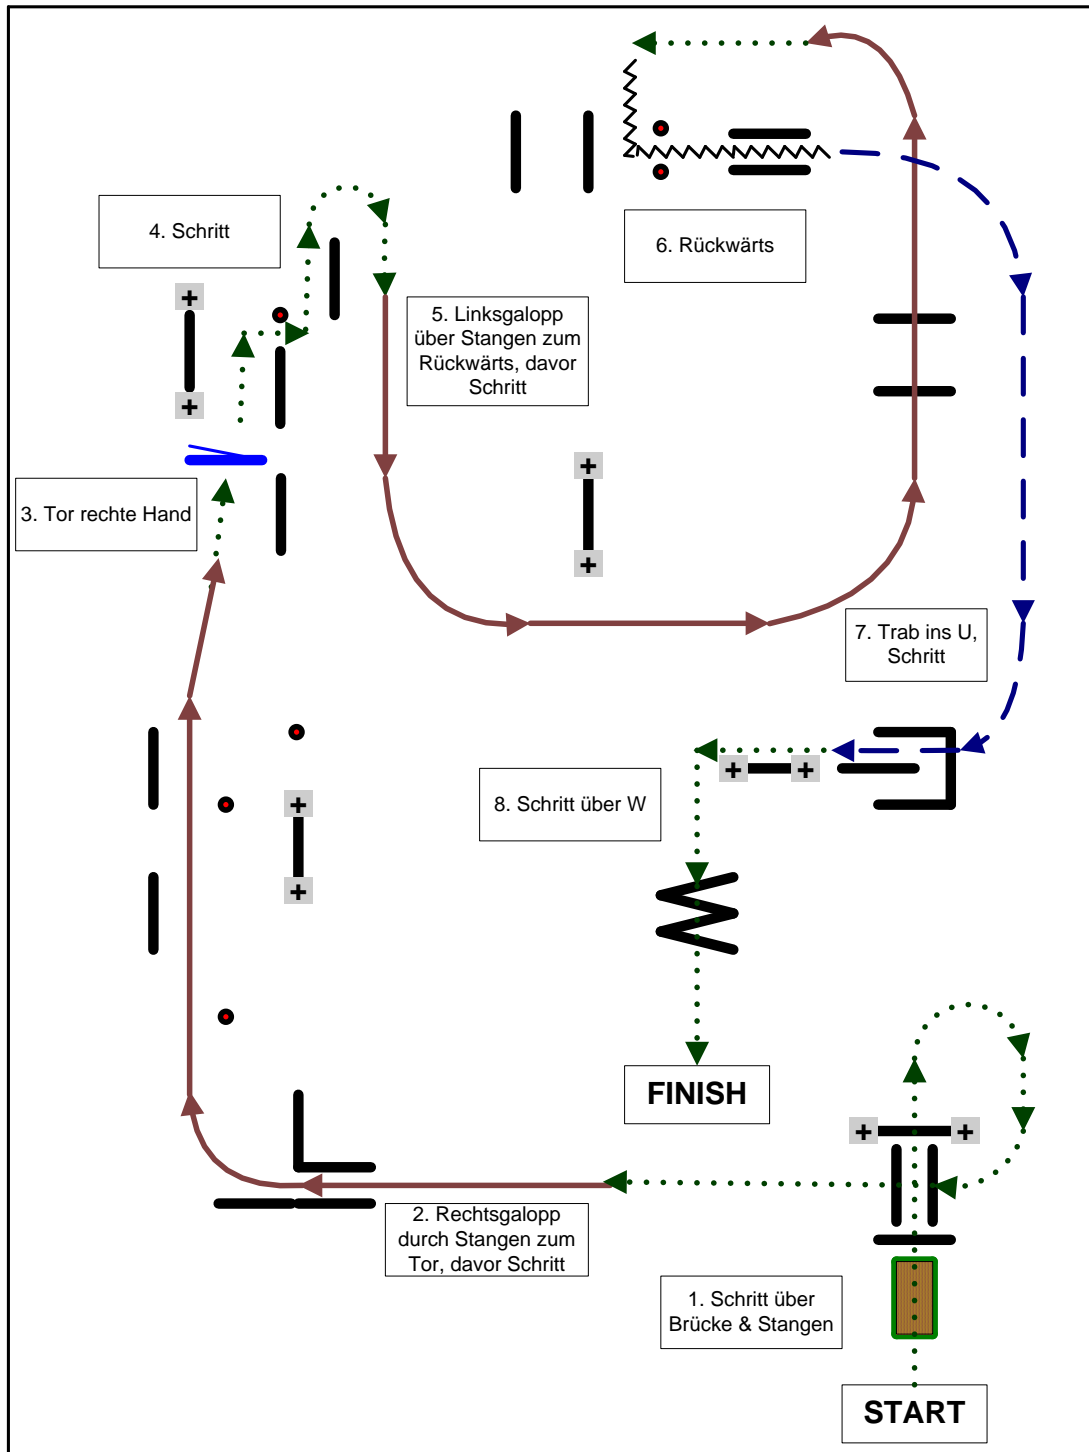 4. Schritt
6. Rückwärts
5. Linksgalopp
über Stangen zum
Rückwärts, davor
Schritt
3. Tor rechte Hand
7. Trab ins U,
Schritt
8. Schritt über W
FINISH
2. Rechtsgalopp
durch Stangen zum
Tor, davor Schritt
1. Schritt über
Brücke & Stangen
START